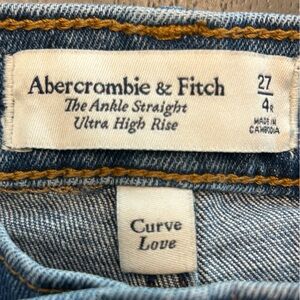 Abercrombie & Fitch
The Ankle Straight
Ultra High Rise
27
4R
MADE IN
CAMBODIA
Curve
Love